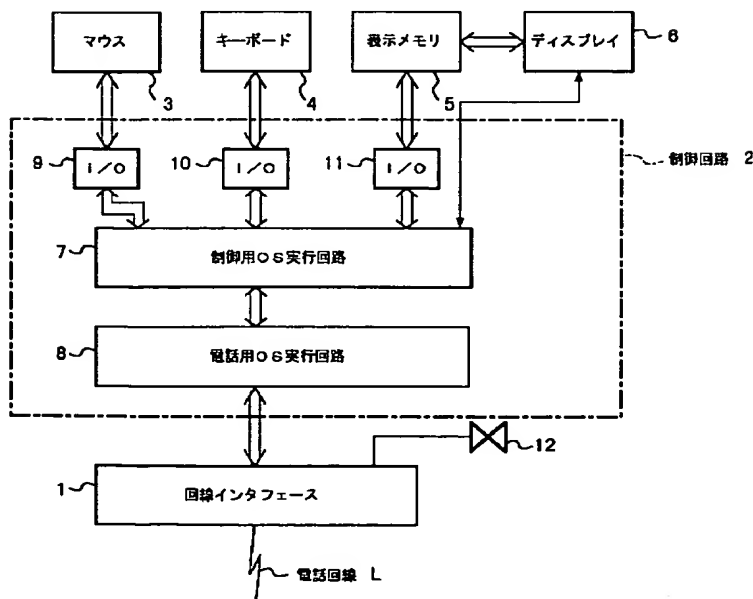 マウス
キーボード
表示メモリ
ディスプレイ
6
3
4
5
制御回路 2
9
I/O
10
I/O
11
I/O
7
制御用OS実行回路
8
電話用OS実行回路
12
1
回線インタフェース
電話回線 L